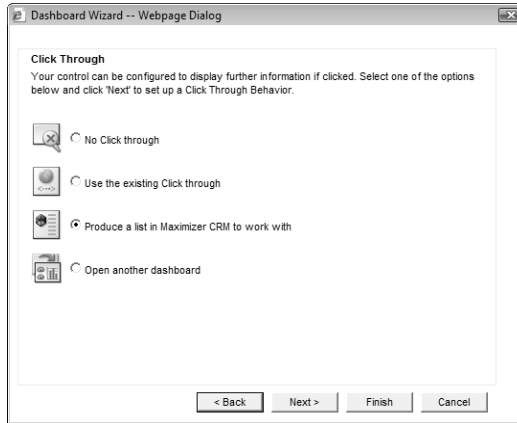 Dashboard Wizard -- Webpage Dialog
Click Through
Your control can be configured to display further information if clicked. Select one of the options
below and click 'Next' to set up a Click Through Behavior.
No Click through
Use the existing Click through
Produce a list in Maximizer CRM to work with
Open another dashboard
< Back Next > Finish Cancel